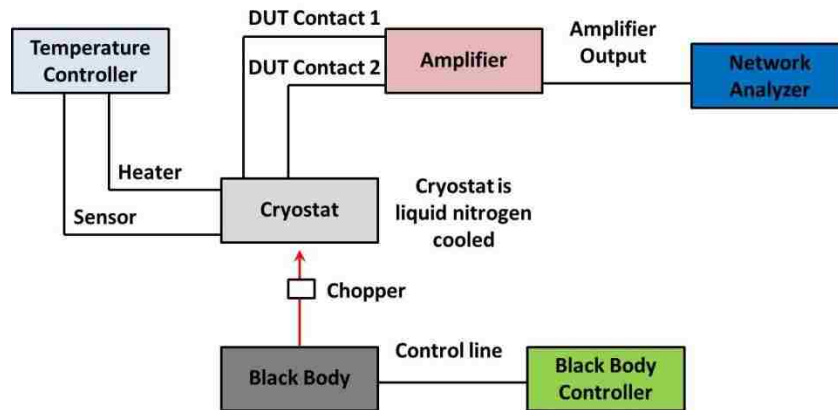 DUT Contact 1
Temperature
Controller
Amplifier
Amplifier
Output
Network
Analyzer
DUT Contact 2
Heater
Sensor
Cryostat
Cryostat is
liquid nitrogen
cooled
Chopper
Black Body
Control line
Black Body
Controller